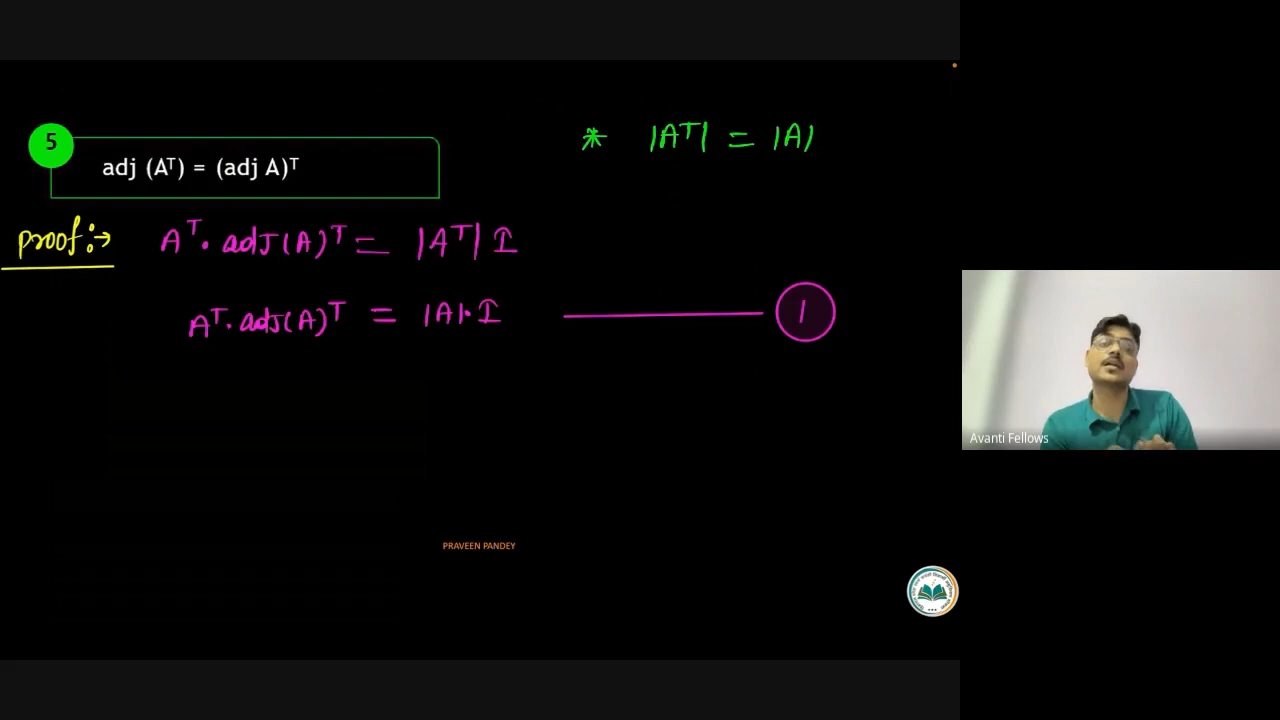 5
adj (Aᵀ) = (adj A)ᵀ
* |Aᵀ| = |A|
Proof:→ Aᵀ. adj(A)ᵀ = |Aᵀ| I
Aᵀ. adj(A)ᵀ = |A|. I ——— 1
Avanti Fellows
PRAVEEN PANDEY